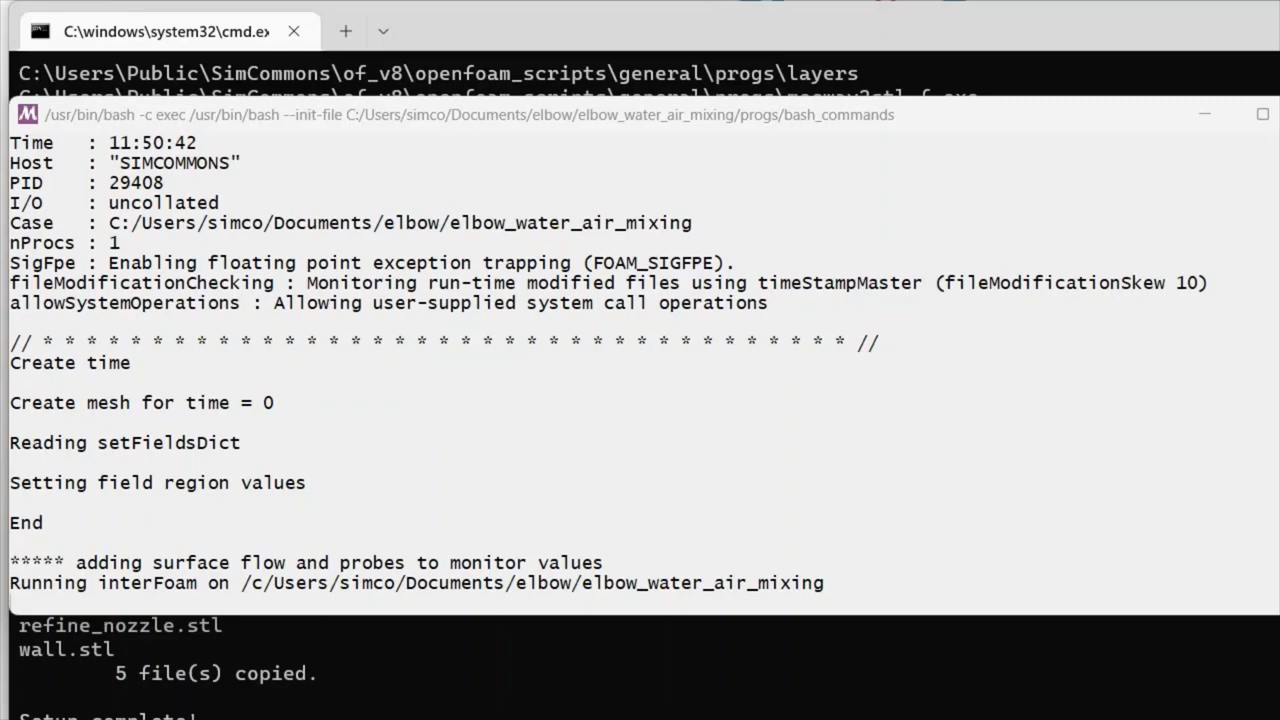 C:\windows\system32\cmd.ex
C:\Users\Public\SimCommons\of_v8\openfoam_scripts\general\progs\layers
/usr/bin/bash -c exec /usr/bin/bash --init-file C:/Users/simco/Documents/elbow/elbow_water_air_mixing/progs/bash_commands
Time   : 11:50:42
Host   : "SIMCOMMONS"
PID    : 29408
I/O    : uncollated
Case   : C:/Users/simco/Documents/elbow/elbow_water_air_mixing
nProcs : 1
SigFpe : Enabling floating point exception trapping (FOAM_SIGFPE).
fileModificationChecking : Monitoring run-time modified files using timeStampMaster (fileModificationSkew 10)
allowSystemOperations : Allowing user-supplied system call operations
// * * * * * * * * * * * * * * * * * * * * * * * * * * * * * * * * * * * * * //
Create time
Create mesh for time = 0
Reading setFieldsDict
Setting field region values
End
***** adding surface flow and probes to monitor values
Running interFoam on /c/Users/simco/Documents/elbow/elbow_water_air_mixing
refine_nozzle.stl
wall.stl
5 file(s) copied.
Setup complete!